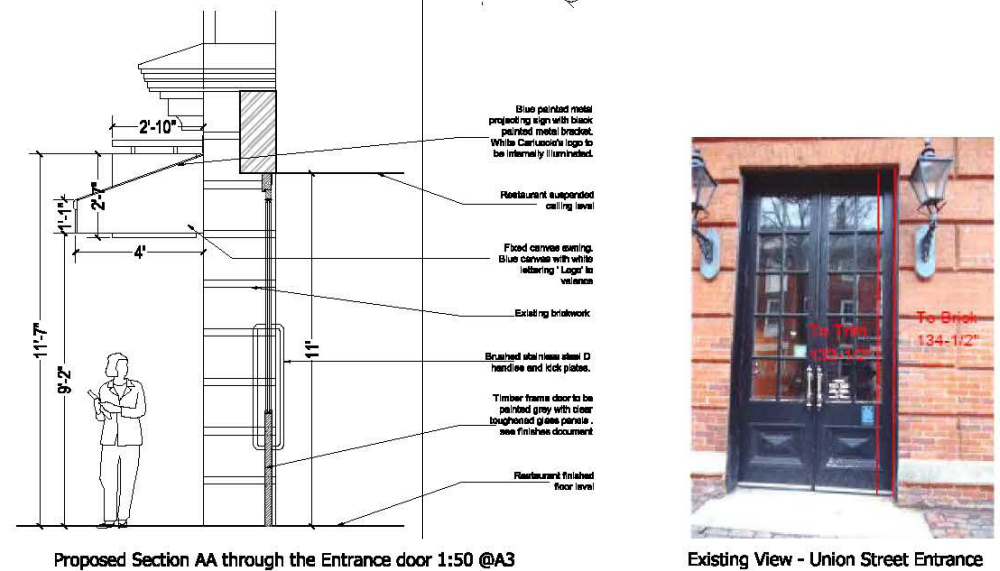 2'-10"
1'-1"
2'-7"
4'
11'-7"
9'-2"
11'
Blue painted metal
projecting sign with black
painted metal bracket.
White Carluccio's logo to
be internally illuminated.
Restaurant suspended
ceiling level
Fixed canvas awning.
Blue canvas with white
lettering ' Logo' to
valance
Existing brickwork
Brushed stainless steel D
handles and kick plates.
Timber frame door to be
painted grey with clear
toughened glass panels .
see finishes document
Restaurant finished
floor level
Proposed Section AA through the Entrance door 1:50 @A3
To Trim
133-1/2"
To Brick
134-1/2"
Existing View - Union Street Entrance